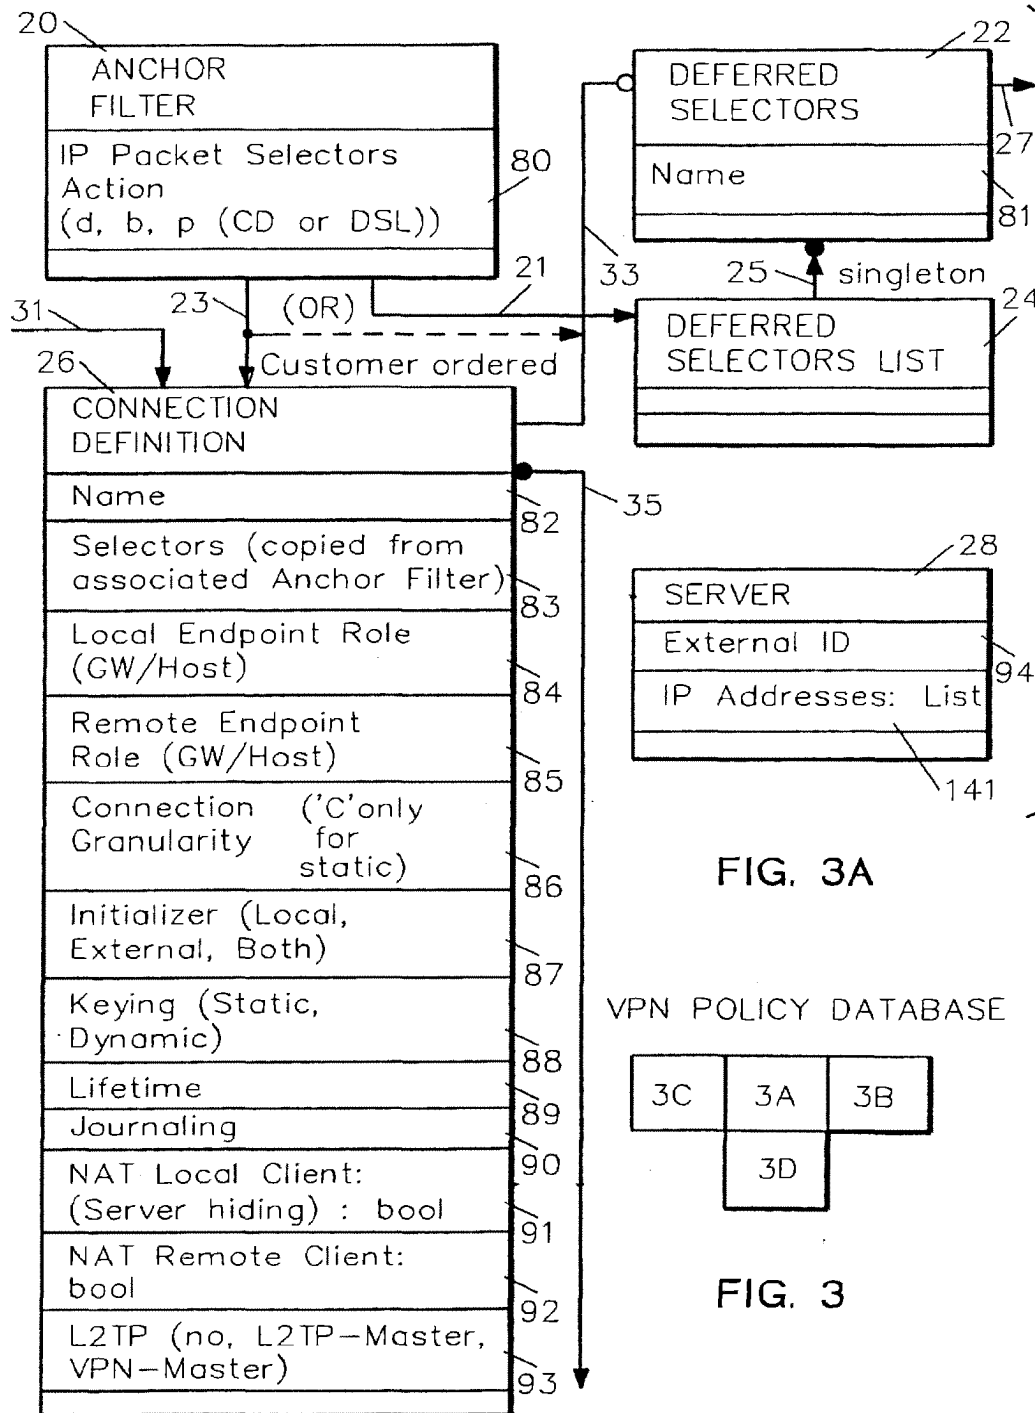 20
ANCHOR
FILTER
IP Packet Selectors
Action
(d, b, p (CD or DSL))
80
22
DEFERRED
SELECTORS
27
Name
81
33
25
singleton
24
DEFERRED
SELECTORS LIST
23
(OR)
21
31
Customer ordered
26
CONNECTION
DEFINITION
35
Name
82
Selectors (copied from
associated Anchor Filter)
83
Local Endpoint Role
(GW/Host)
84
Remote Endpoint
Role (GW/Host)
85
Connection ('C'only
Granularity for
static)
86
Initializer (Local,
External, Both)
87
Keying (Static,
Dynamic)
88
Lifetime
89
Journaling
90
NAT Local Client:
(Server hiding) : bool
91
NAT Remote Client:
bool
92
L2TP (no, L2TP-Master,
VPN-Master)
93
28
SERVER
External ID
94
IP Addresses: List
141
FIG. 3A
VPN POLICY DATABASE
3C 3A 3B
3D
FIG. 3